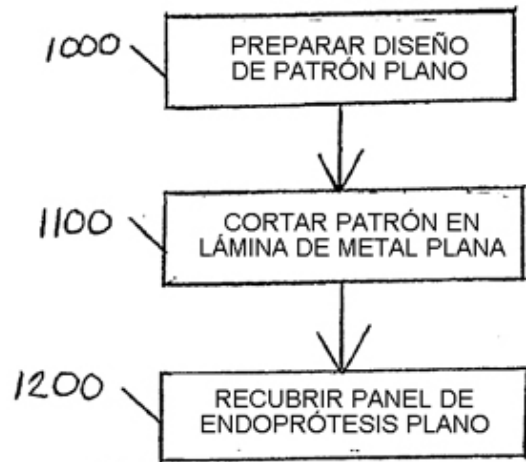 1000
PREPARAR DISEÑO
DE PATRÓN PLANO
1100
CORTAR PATRÓN EN
LÁMINA DE METAL PLANA
1200
RECUBRIR PANEL DE
ENDOPRÓTESIS PLANO